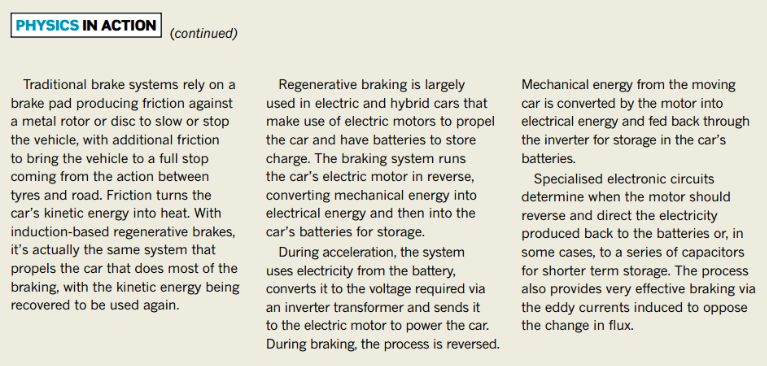 PHYSICS IN ACTION (continued)
Traditional brake systems rely on a
brake pad producing friction against
a metal rotor or disc to slow or stop
the vehicle, with additional friction
to bring the vehicle to a full stop
coming from the action between
tyres and road. Friction turns the
car's kinetic energy into heat. With
induction-based regenerative brakes,
it's actually the same system that
propels the car that does most of the
braking, with the kinetic energy being
recovered to be used again.
Regenerative braking is largely
used in electric and hybrid cars that
make use of electric motors to propel
the car and have batteries to store
charge. The braking system runs
the car's electric motor in reverse,
converting mechanical energy into
electrical energy and then into the
car's batteries for storage.
During acceleration, the system
uses electricity from the battery,
converts it to the voltage required via
an inverter transformer and sends it
to the electric motor to power the car.
During braking, the process is reversed.
Mechanical energy from the moving
car is converted by the motor into
electrical energy and fed back through
the inverter for storage in the car's
batteries.
Specialised electronic circuits
determine when the motor should
reverse and direct the electricity
produced back to the batteries or, in
some cases, to a series of capacitors
for shorter term storage. The process
also provides very effective braking via
the eddy currents induced to oppose
the change in flux.